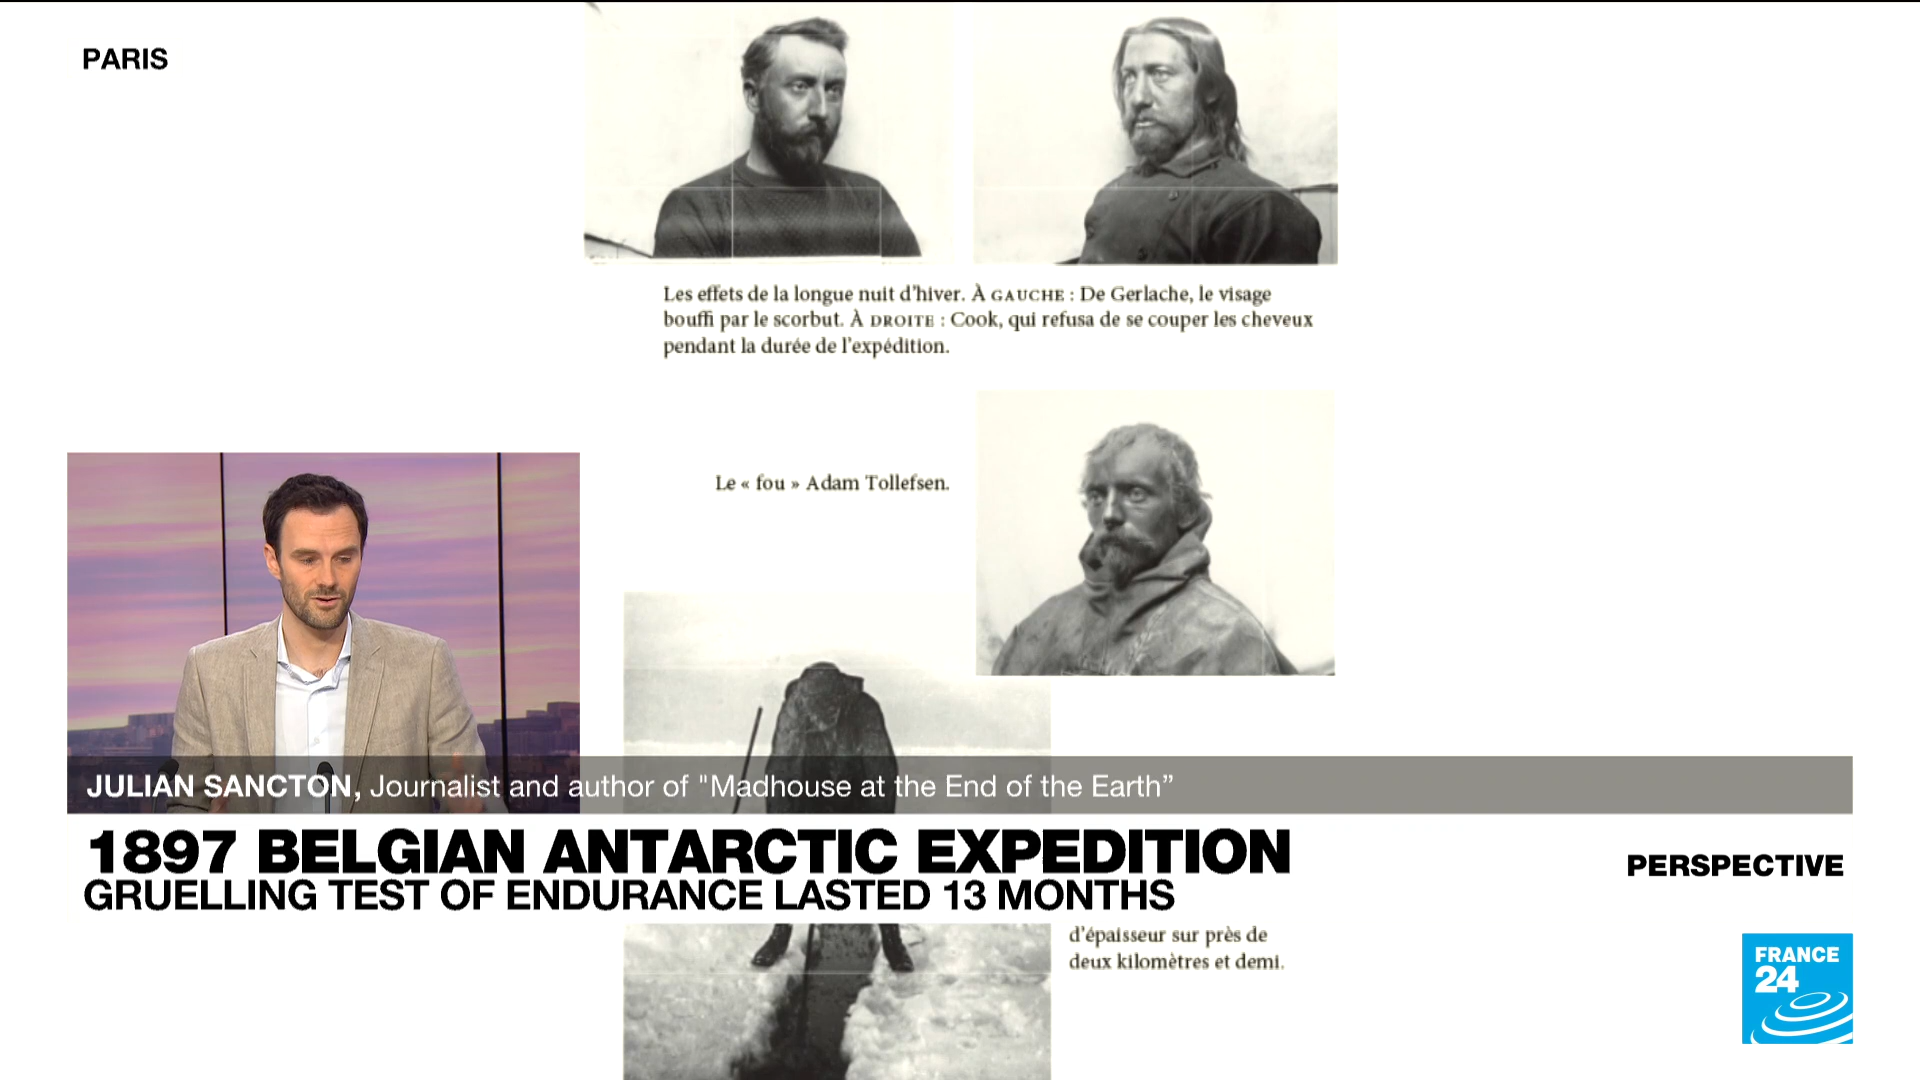 PARIS
Les effets de la longue nuit d'hiver. À GAUCHE : De Gerlache, le visage
bouffi par le scorbut. À DROITE : Cook, qui refusa de se couper les cheveux
pendant la durée de l'expédition.
Le « fou » Adam Tollefsen.
JULIAN SANCTON, Journalist and author of "Madhouse at the End of the Earth”
1897 BELGIAN ANTARCTIC EXPEDITION
GRUELLING TEST OF ENDURANCE LASTED 13 MONTHS
PERSPECTIVE
d'épaisseur sur près de
deux kilomètres et demi.
FRANCE
24